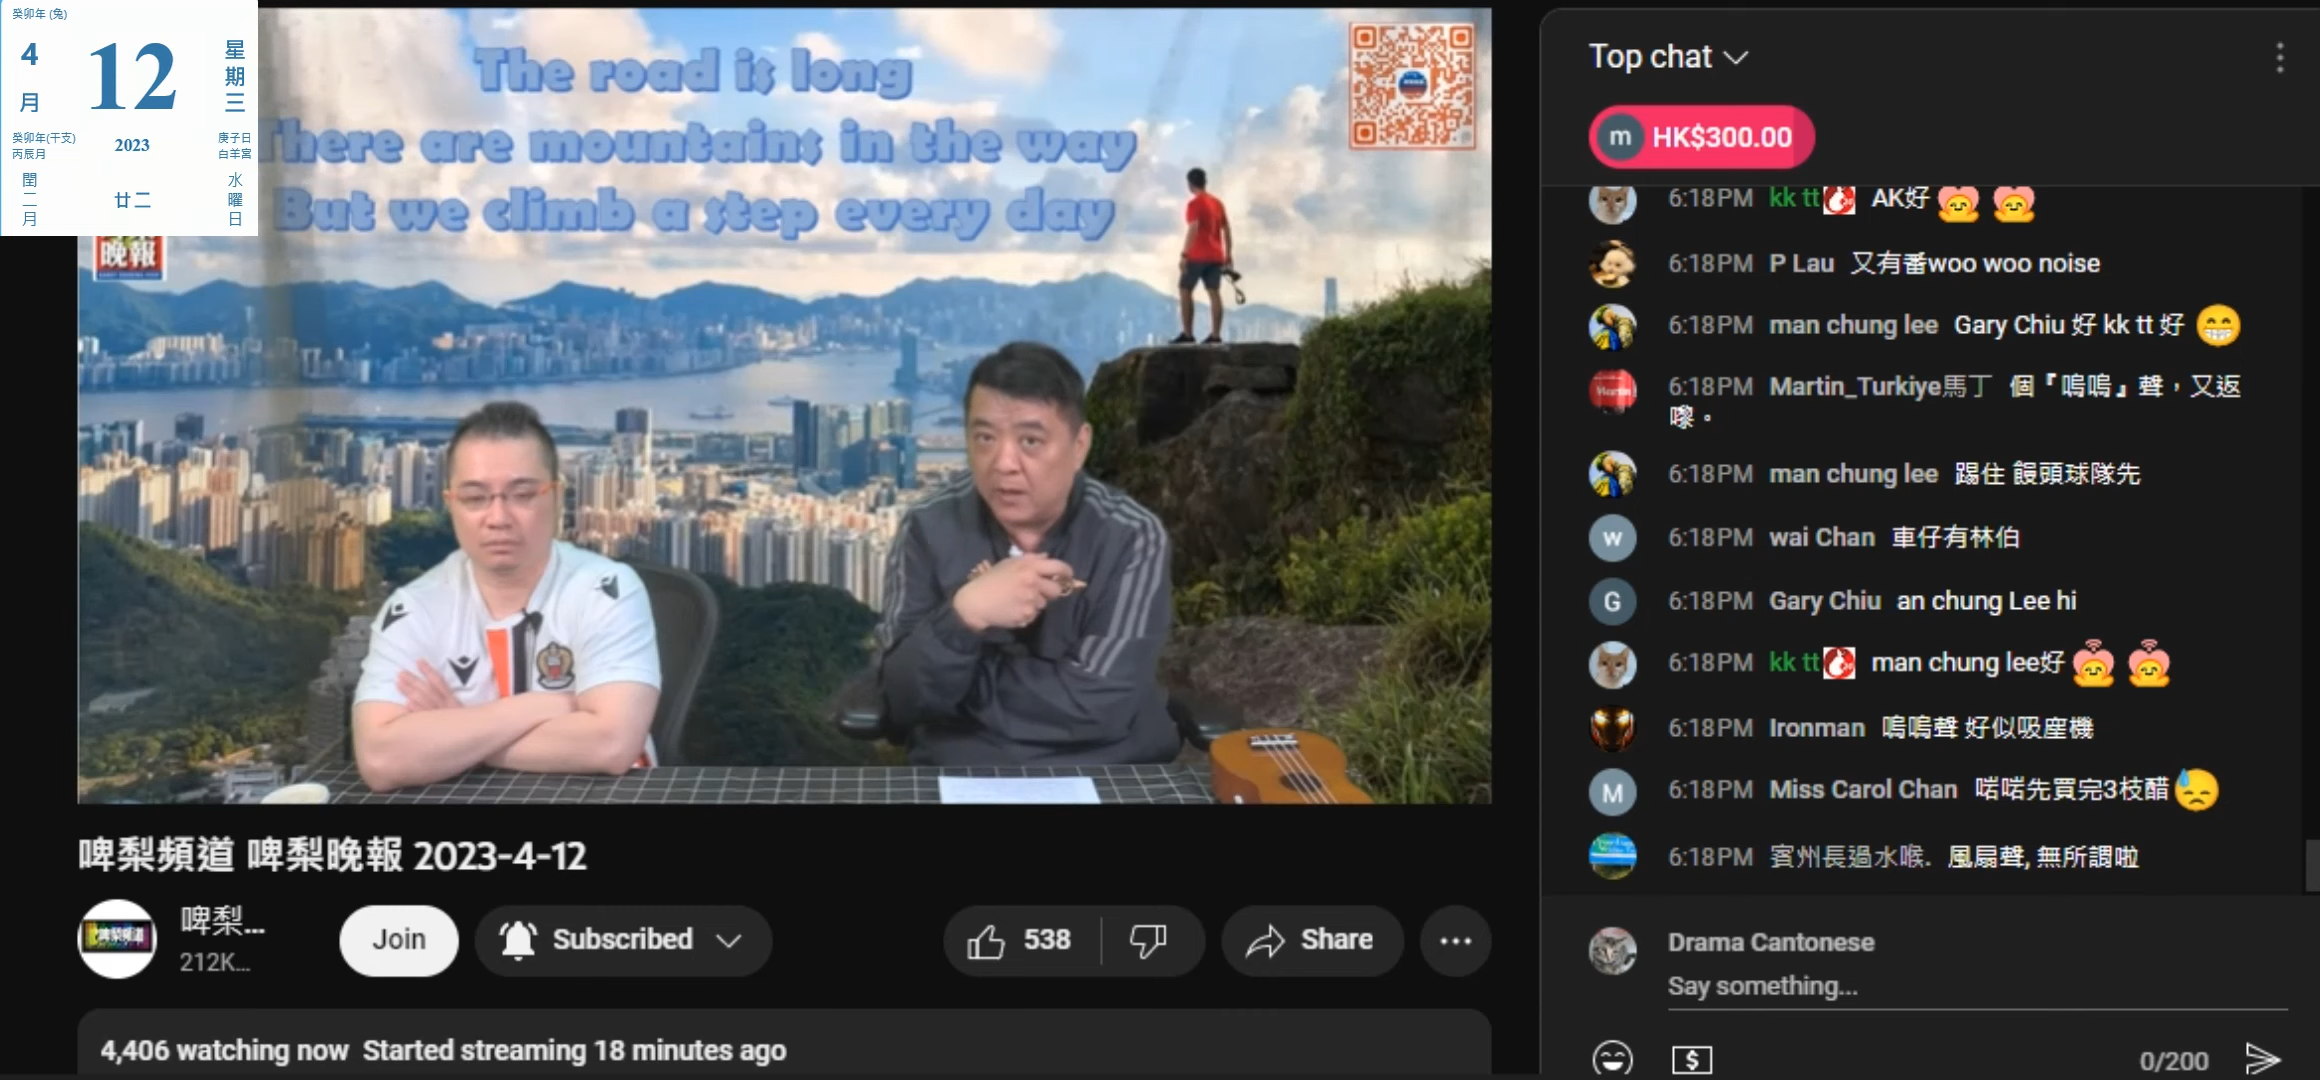 癸卯年 (兔)
4
月
12
星期三
癸卯年(干支)
丙辰月
2023
庚子日
白羊宮
閏二月
廿二
水曜日
The road is long
There are mountains in the way
But we climb a step every day
晚報
啤梨頻道 啤梨晚報 2023-4-12
啤梨頻道
啤梨...
212K...
Join
Subscribed
538
Share
4,406 watching now Started streaming 18 minutes ago
Top chat
m HK$300.00
6:18PM kk tt AK好
6:18PM P Lau 又有番woo woo noise
6:18PM man chung lee Gary Chiu 好 kk tt 好
6:18PM Martin_Turkiye馬丁 個『嗚嗚』聲，又返
嚟。
6:18PM man chung lee 踢住 饅頭球隊先
W 6:18PM wai Chan 車仔有林伯
G 6:18PM Gary Chiu an chung Lee hi
6:18PM kk tt man chung lee好
6:18PM Ironman 嗚嗚聲 好似吸塵機
M 6:18PM Miss Carol Chan 啱啱先買完3枝醋
6:18PM 賓州長過水喉. 風扇聲, 無所謂啦
Drama Cantonese
Say something...
$
0/200